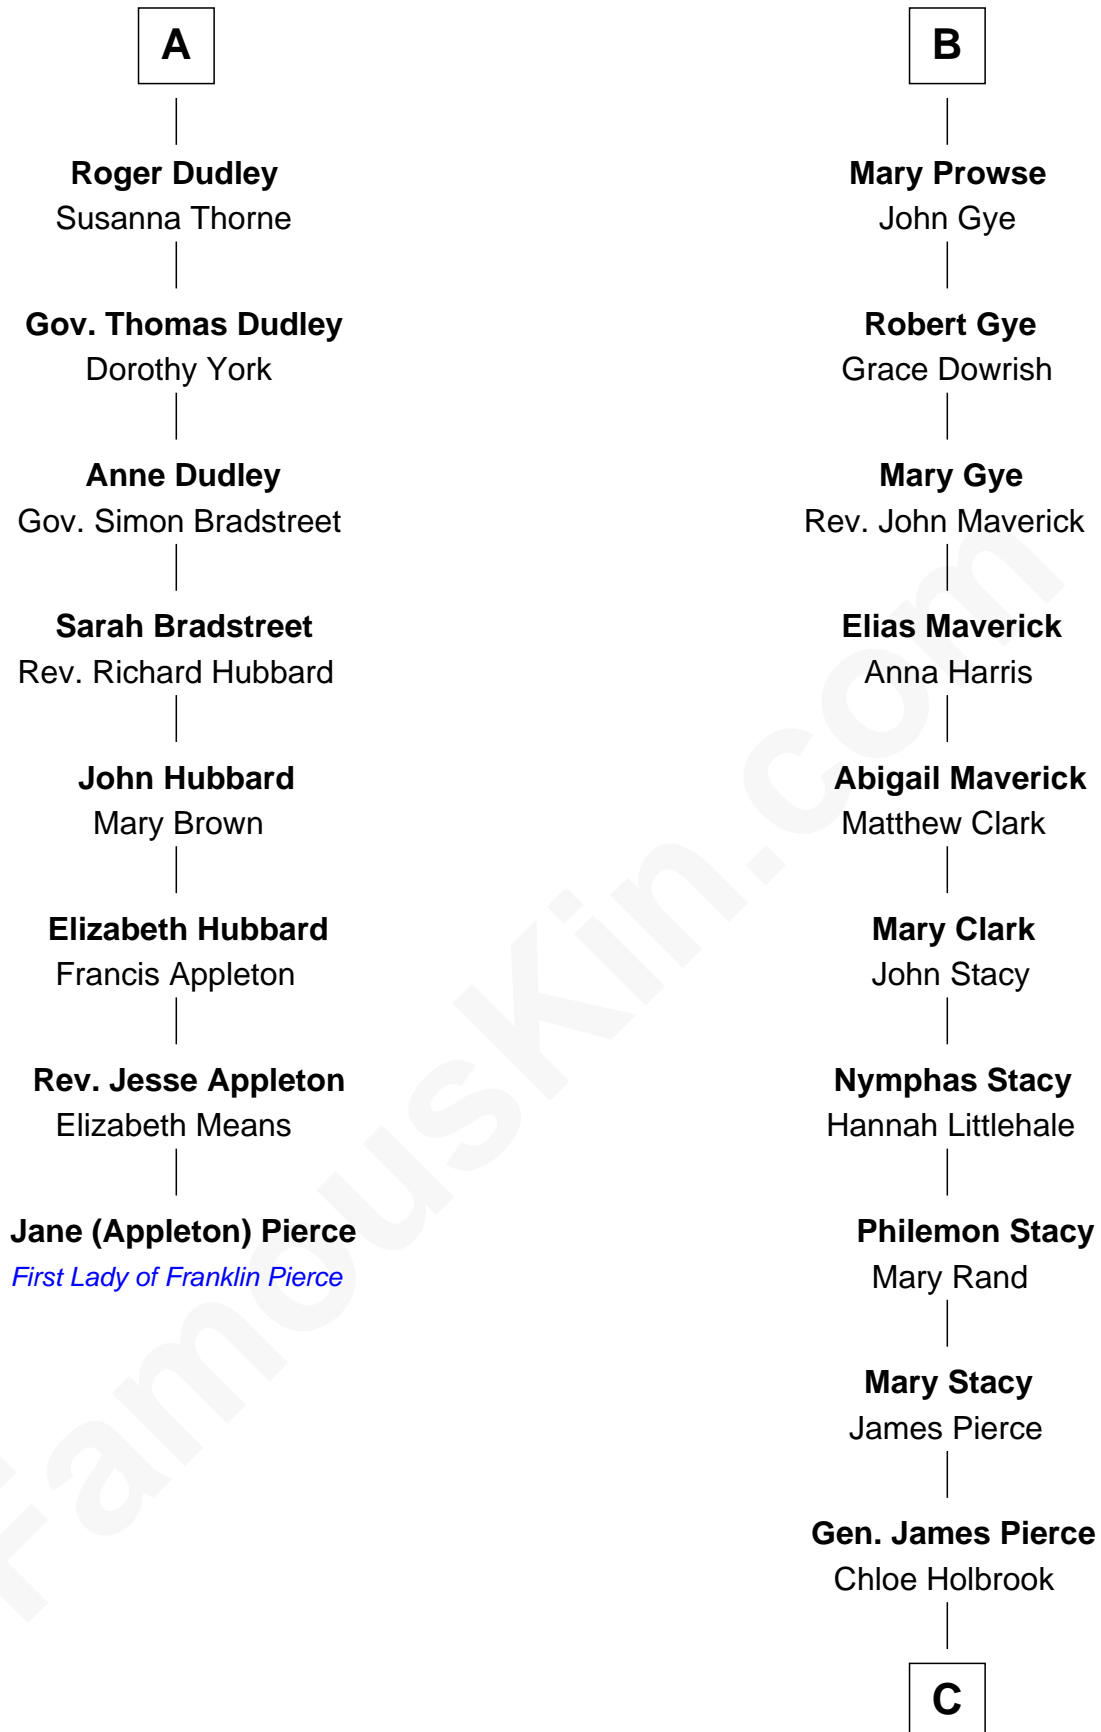 A
Roger Dudley
Susanna Thorne
Gov. Thomas Dudley
Dorothy York
Anne Dudley
Gov. Simon Bradstreet
Sarah Bradstreet
Rev. Richard Hubbard
John Hubbard
Mary Brown
Elizabeth Hubbard
Francis Appleton
Rev. Jesse Appleton
Elizabeth Means
Jane (Appleton) Pierce
First Lady of Franklin Pierce
B
Mary Prowse
John Gye
Robert Gye
Grace Dowrish
Mary Gye
Rev. John Maverick
Elias Maverick
Anna Harris
Abigail Maverick
Matthew Clark
Mary Clark
John Stacy
Nymphas Stacy
Hannah Littlehale
Philemon Stacy
Mary Rand
Mary Stacy
James Pierce
Gen. James Pierce
Chloe Holbrook
C
FamousKin.com